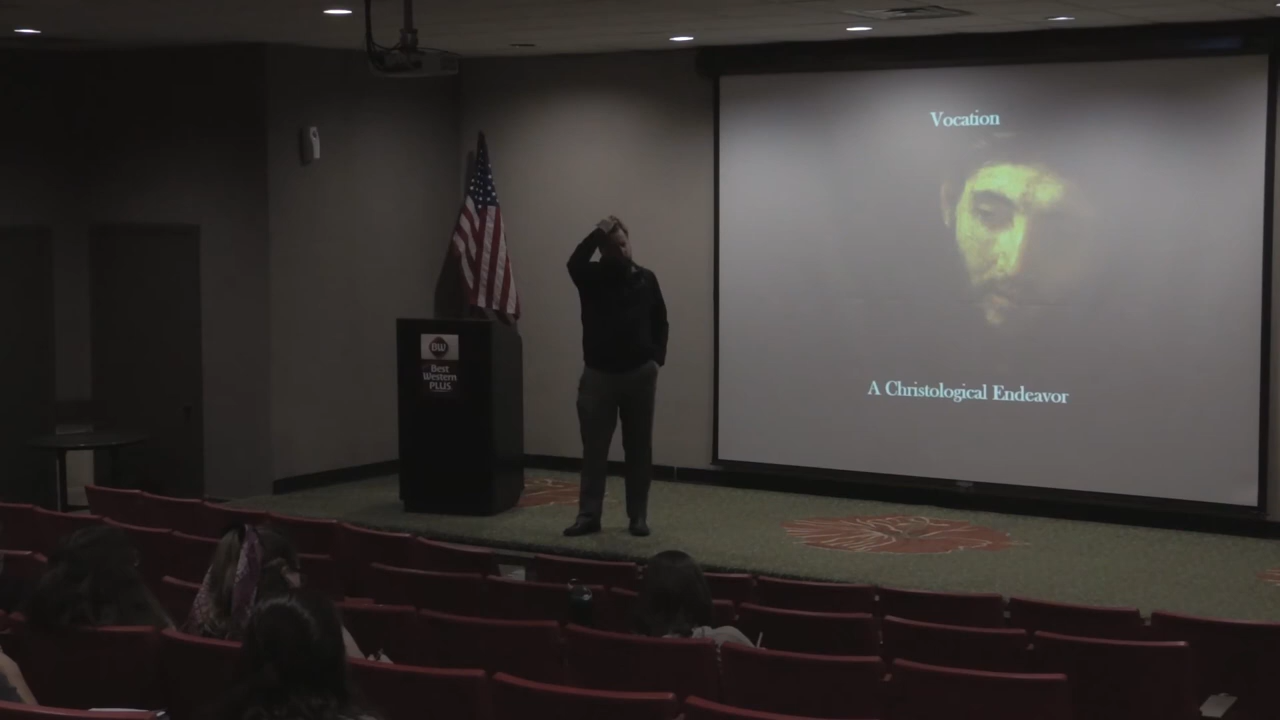 Vocation
A Christological Endeavor
BW
Best
Western
PLUS